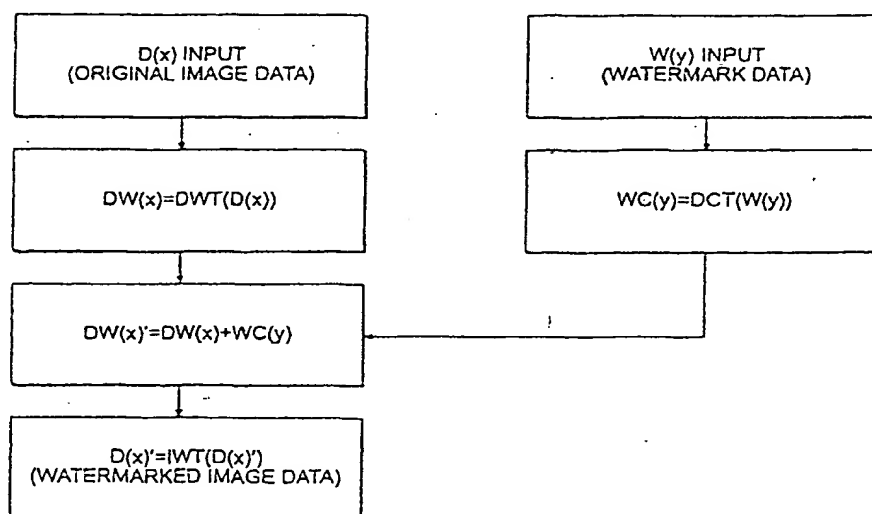 D(x) INPUT
(ORIGINAL IMAGE DATA)
W(y) INPUT
(WATERMARK DATA)
DW(x)=DWT(D(x))
WC(y)=DCT(W(y))
DW(x)'=DW(x)+WC(y)
D(x)'=IWT(D(x)')
(WATERMARKED IMAGE DATA)